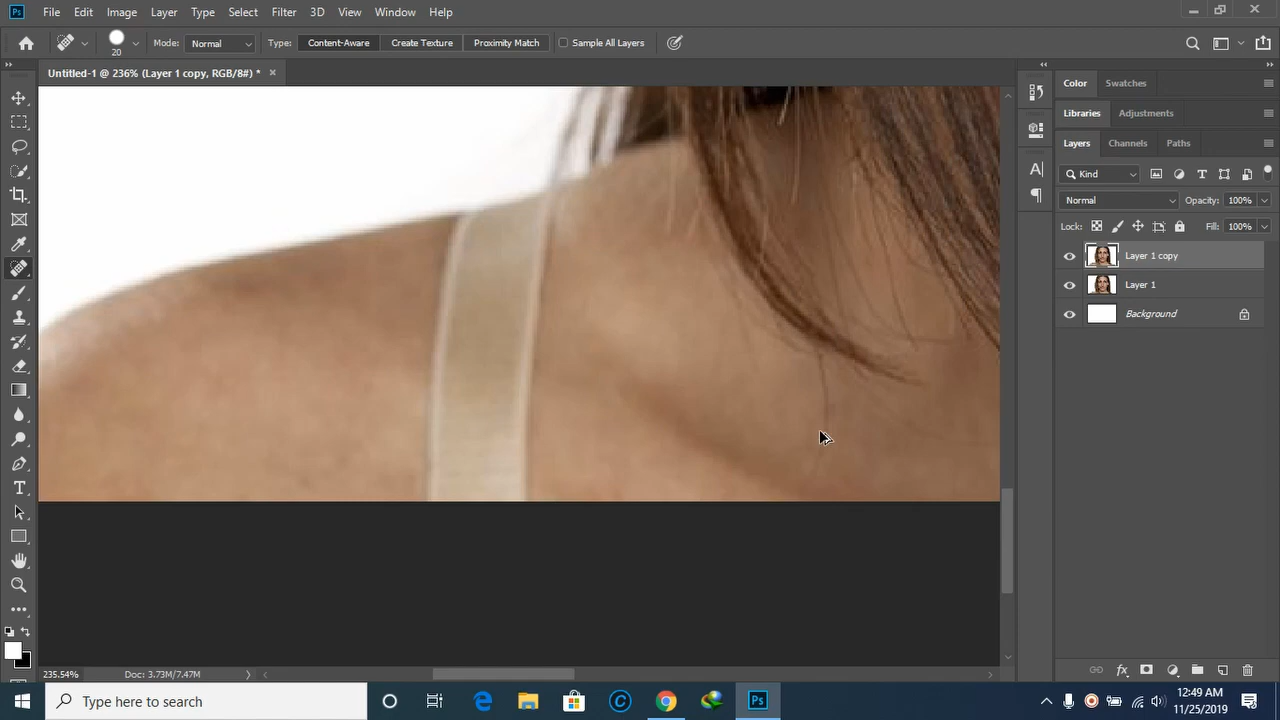 Ps File Edit Image Layer Type Select Filter 3D View Window Help
20 Mode: Normal Type: Content-Aware Create Texture Proximity Match Sample All Layers
Untitled-1 @ 236% (Layer 1 copy, RGB/8#) *
Color Swatches
Libraries Adjustments
Layers Channels Paths
Kind
Normal Opacity: 100%
Lock: Fill: 100%
Layer 1 copy
Layer 1
Background
235.54% Doc: 3.73M/7.47M
Type here to search
Ps
12:49 AM
11/25/2019